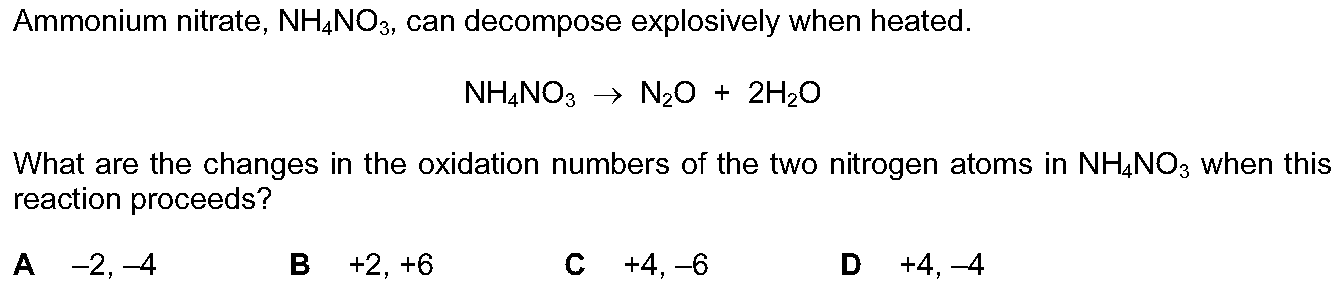 Ammonium nitrate, NH₄NO₃, can decompose explosively when heated.
NH₄NO₃ → N₂O + 2H₂O
What are the changes in the oxidation numbers of the two nitrogen atoms in NH₄NO₃ when this
reaction proceeds?
A –2, –4 B +2, +6 C +4, –6 D +4, –4